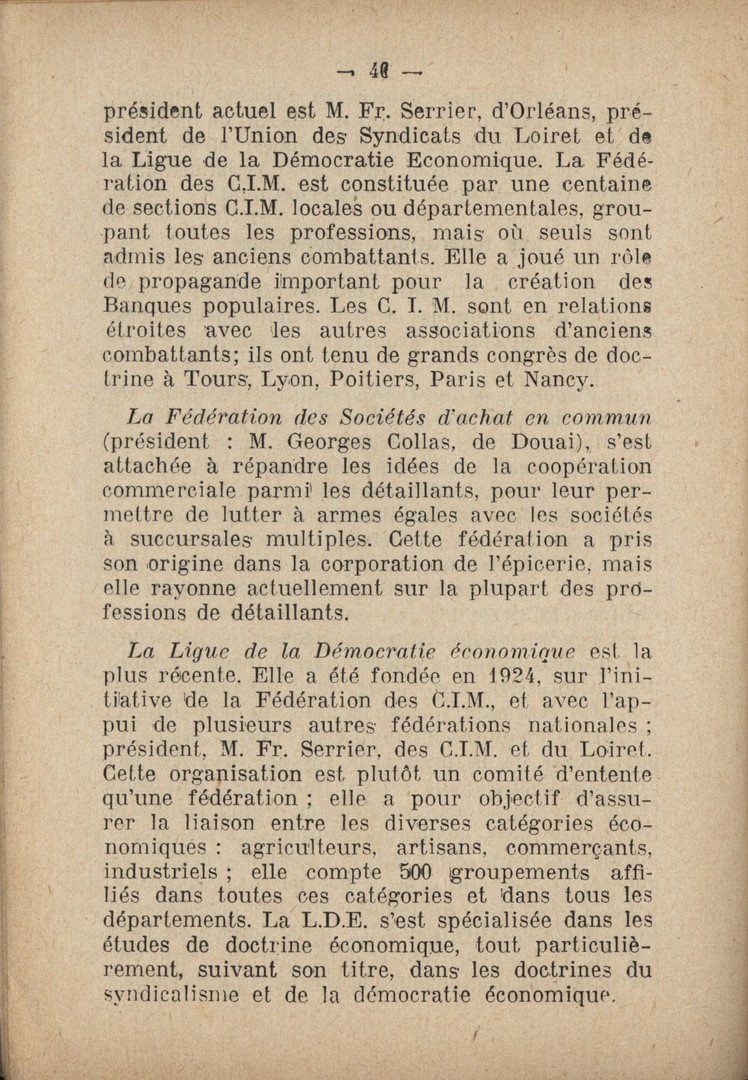 président actuel est M. Fr. Serrier, d'Orléans, pré-
sident de l'Union des Syndicats du Loiret et de
la Ligue de la Démocratie Economique. La Fédé-
ration des C.I.M. est constituée par une centaine
de sections C.I.M. locales ou départementales, grou-
pant toutes les professions, mais où seuls sont
admis les anciens combattants. Elle a joué un rôle
de propagande important pour la création des
Banques populaires. Les C. I. M. sont en relations
étroites avec les autres associations d'anciens
combattants; ils ont tenu de grands congrès de doc-
trine à Tours, Lyon, Poitiers, Paris et Nancy.
La Fédération des Sociétés d'achat en commun
(président : M. Georges Collas, de Douai), s'est
attachée à répandre les idées de la coopération
commerciale parmi les détaillants, pour leur per-
mettre de lutter à armes égales avec les sociétés
à succursales multiples. Cette fédération a pris
son origine dans la corporation de l'épicerie, mais
elle rayonne actuellement sur la plupart des pro-
fessions de détaillants.
La Ligue de la Démocratie économique est la
plus récente. Elle a été fondée en 1924, sur l'ini-
tiative de la Fédération des C.I.M., et avec l'ap-
pui de plusieurs autres fédérations nationales ;
président, M. Fr. Serrier, des C.I.M. et du Loiret.
Cette organisation est plutôt un comité d'entente
qu'une fédération ; elle a pour objectif d'assu-
rer la liaison entre les diverses catégories éco-
nomiques : agriculteurs, artisans, commerçants,
industriels ; elle compte 500 groupements affi-
liés dans toutes ces catégories et dans tous les
départements. La L.D.E. s'est spécialisée dans les
études de doctrine économique, tout particuliè-
rement, suivant son titre, dans les doctrines du
syndicalisme et de la démocratie économique.